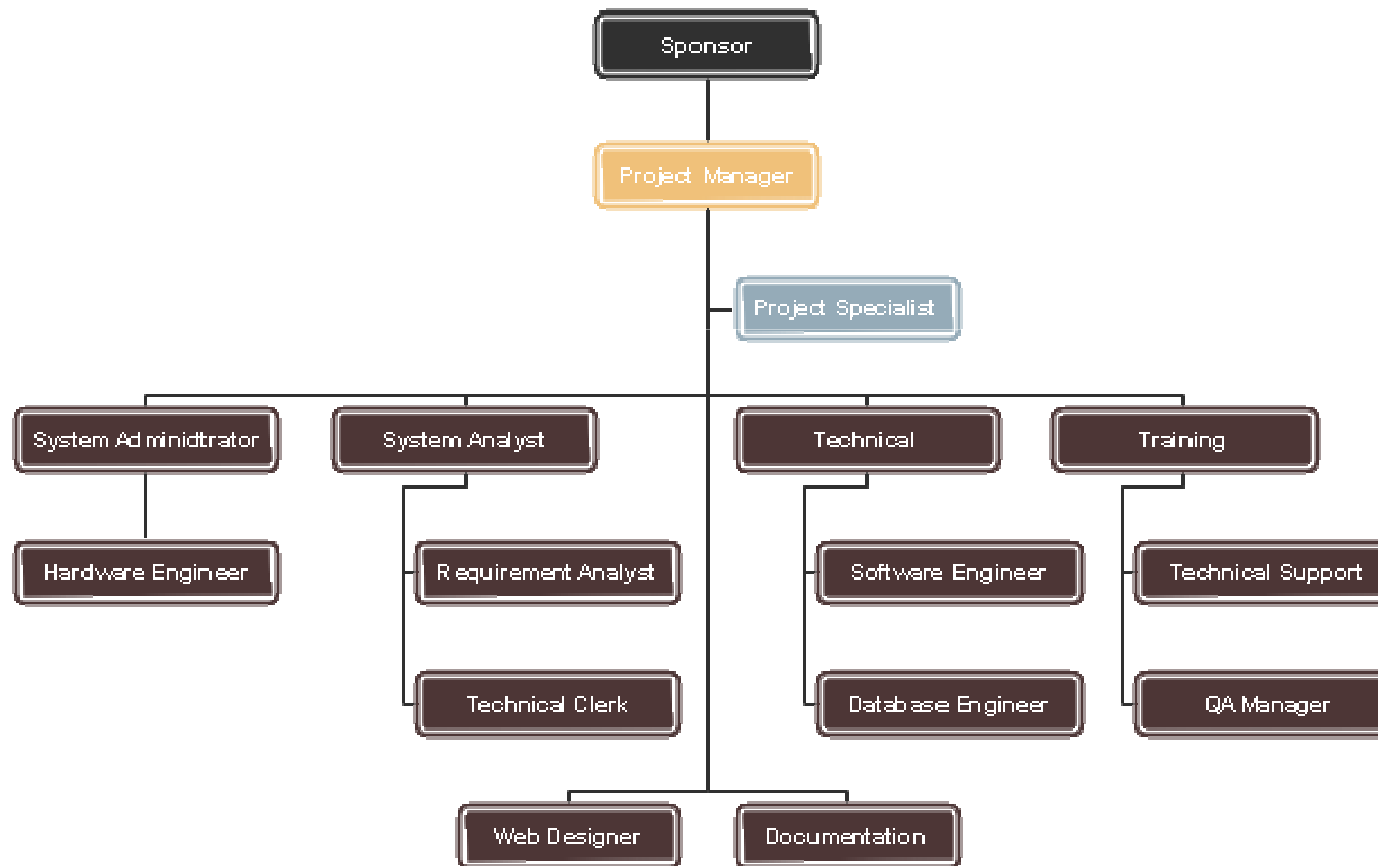 Sponsor
Project Manager
Project Specialist
System Adminidtrator
System Analyst
Technical
Training
Hardware Engineer
Requirement Analyst
Software Engineer
Technical Support
Technical Clerk
Database Engineer
QA Manager
Web Designer
Documentation